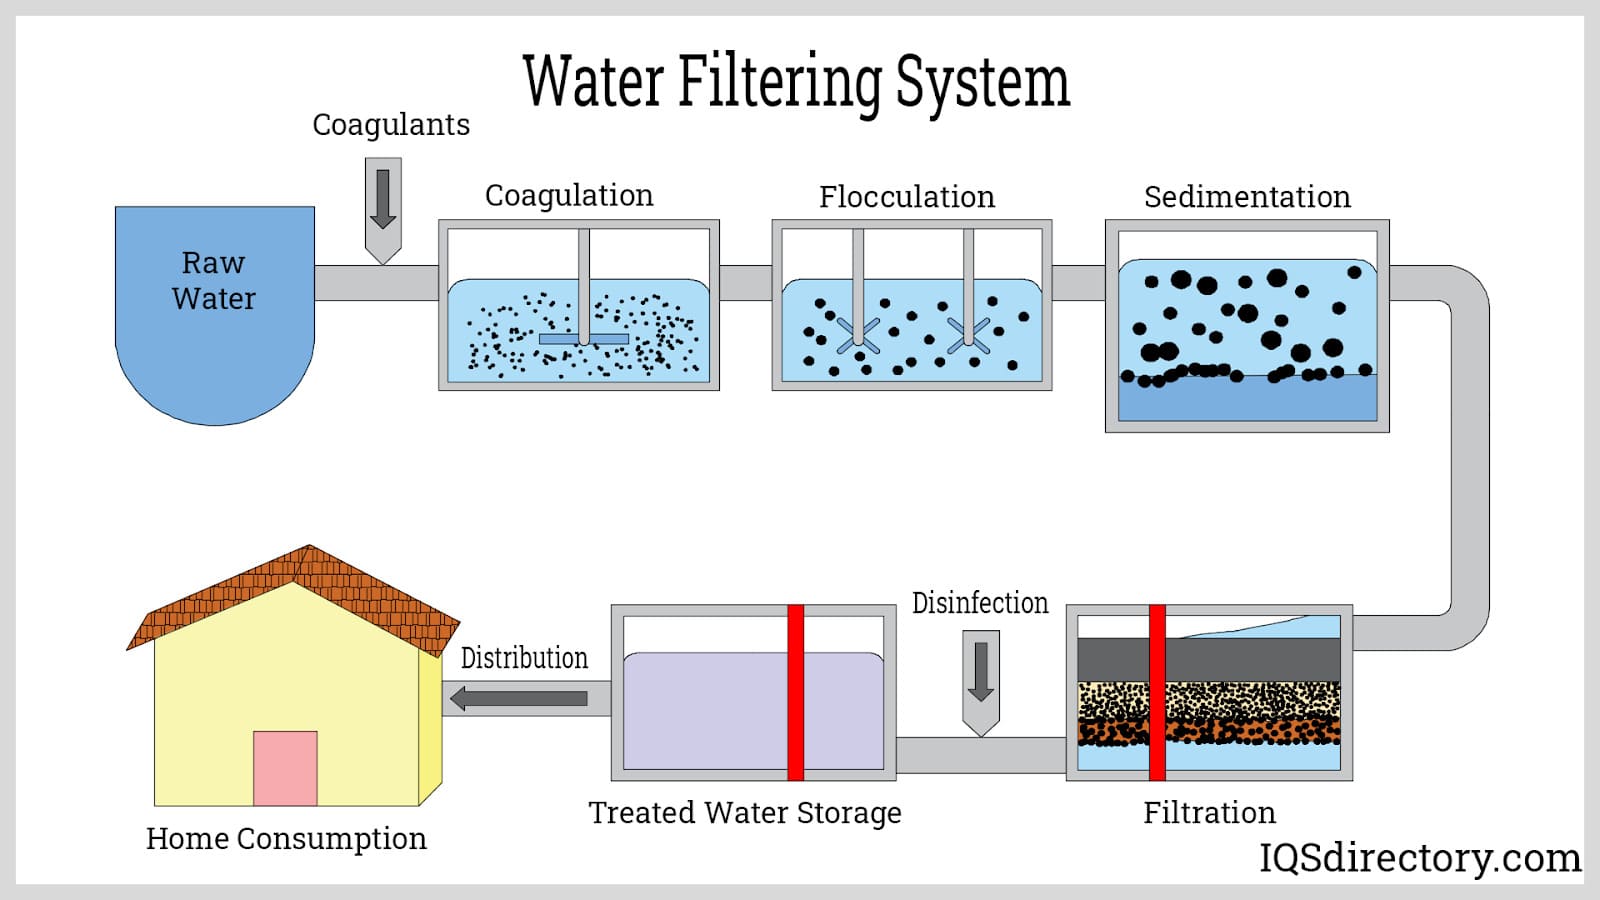 Water Filtering System
Coagulants
Coagulation
Flocculation
Sedimentation
Raw
Water
Disinfection
Distribution
Treated Water Storage
Filtration
Home Consumption
IQSdirectory.com